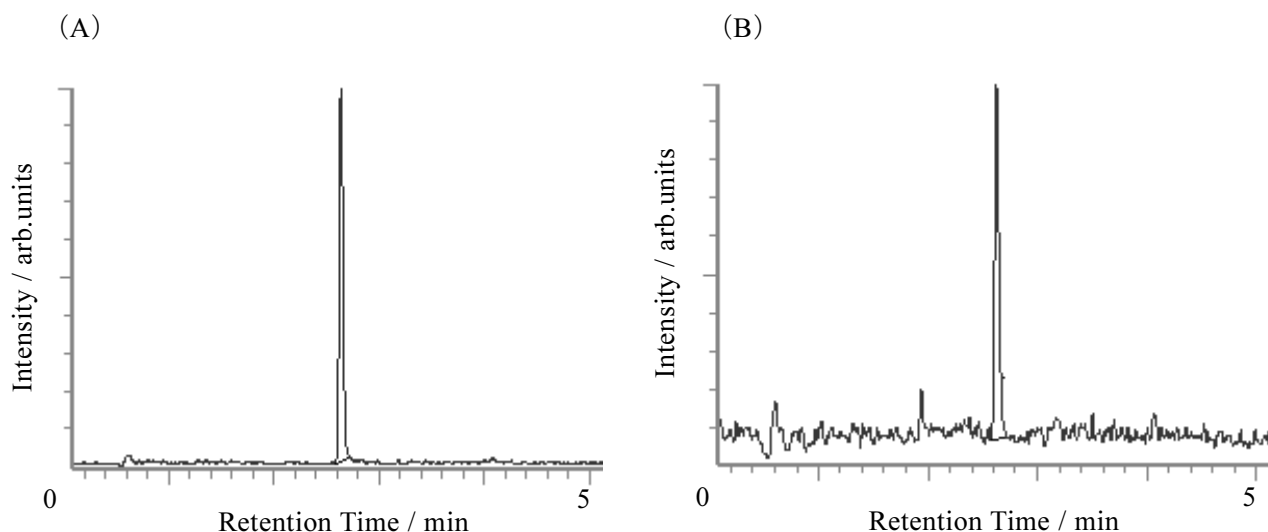 (A)
Intensity / arb.units
0
5
Retention Time / min
(B)
Intensity / arb.units
0
5
Retention Time / min